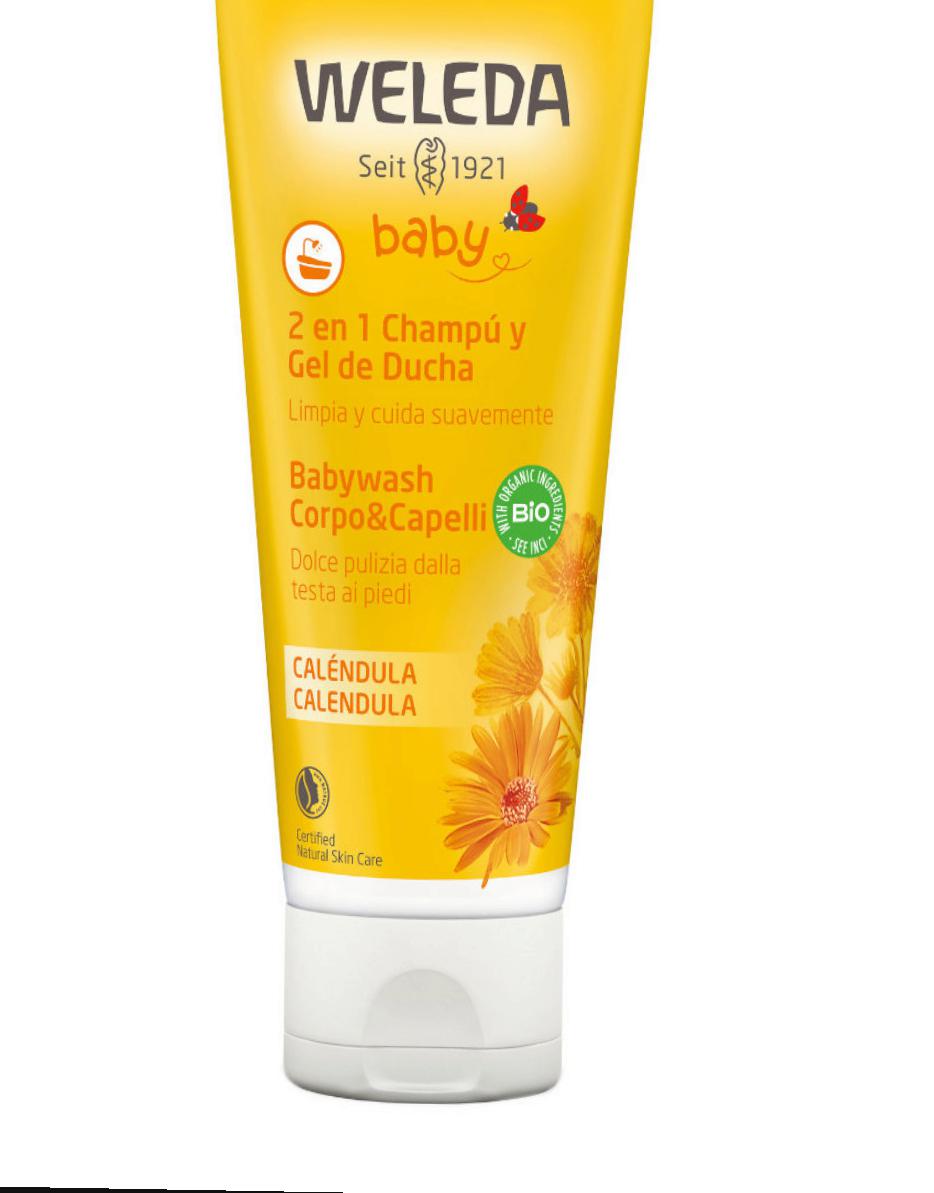 WELEDA
Seit 1921
baby
2 en 1 Champú y
Gel de Ducha
Limpia y cuida suavemente
Babywash
Corpo&Capelli
WITH ORGANIC INGREDIENTS
BiO
· SEE INCI ·
Dolce pulizia dalla
testa ai piedi
CALÉNDULA
CALENDULA
Certified
Natural Skin Care